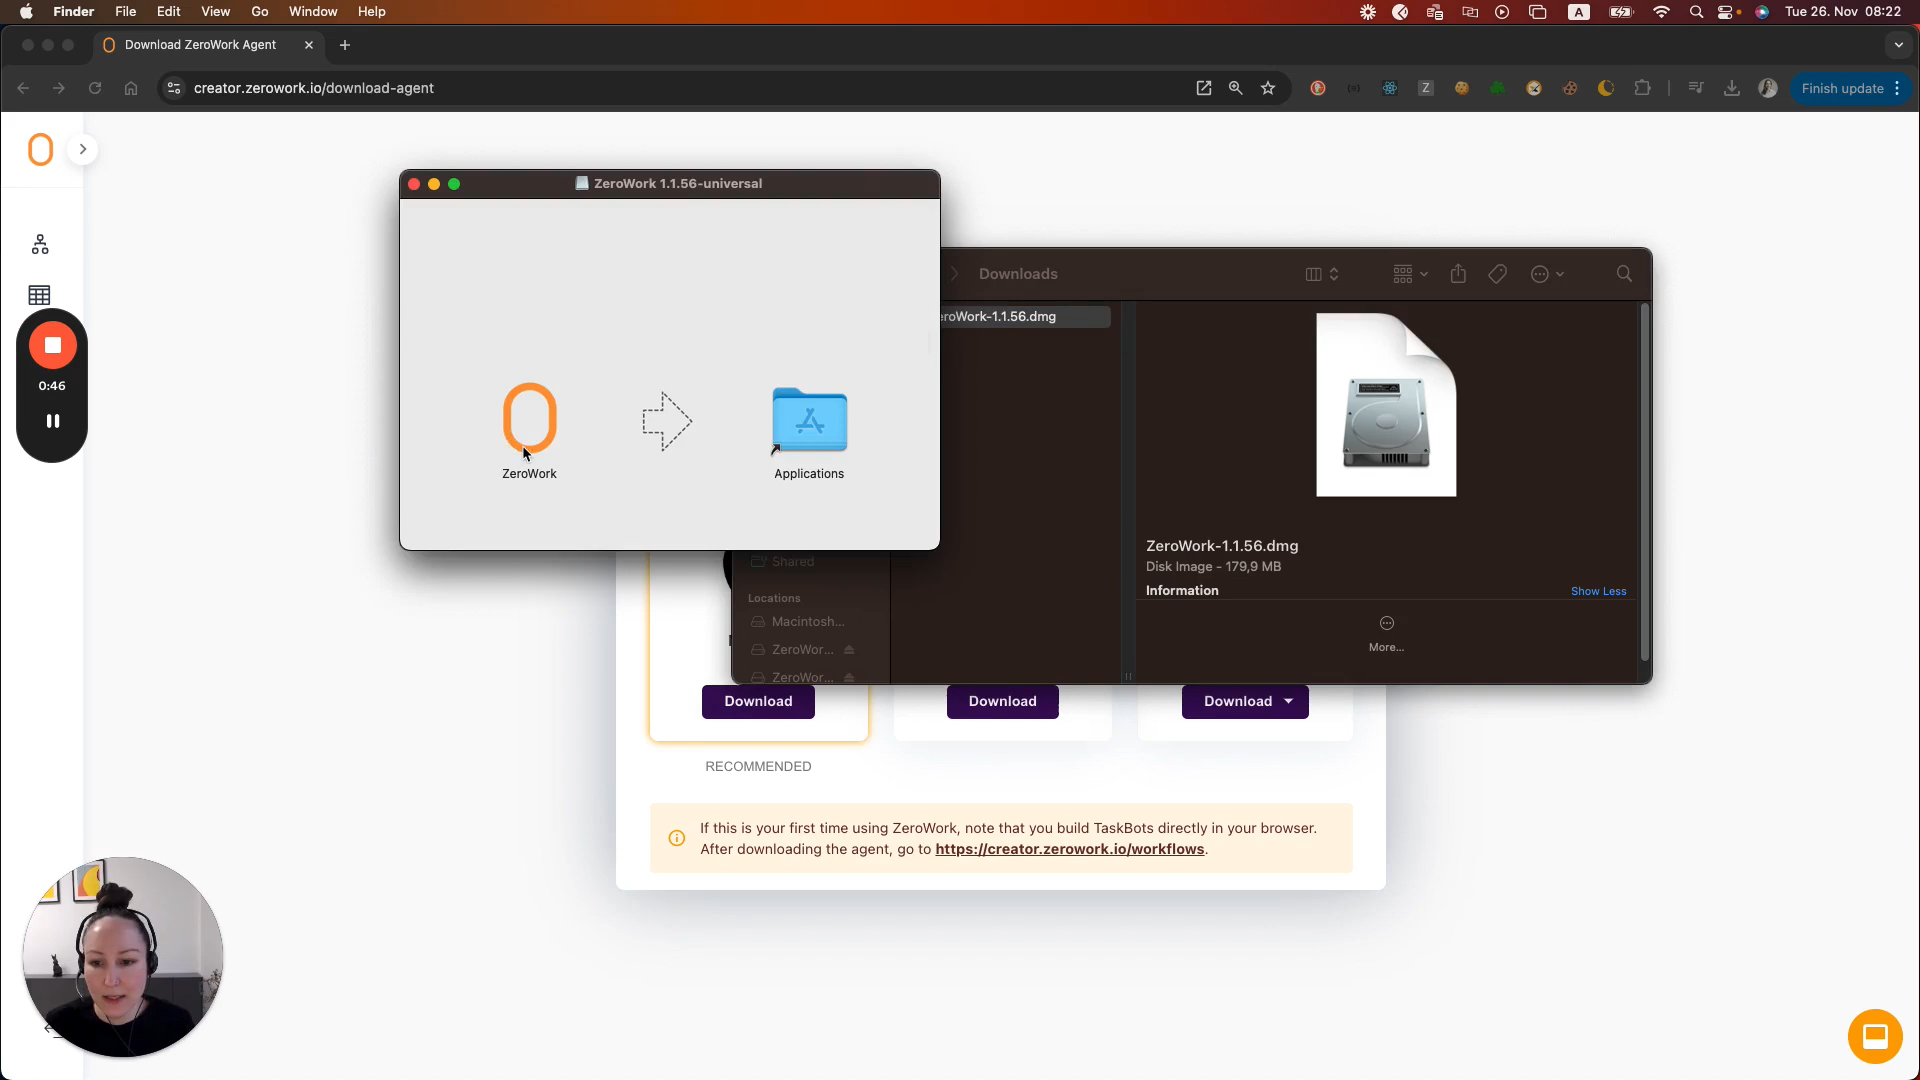 Finder File Edit View Go Window Help
A
Tue 26. Nov 08:22
Download ZeroWork Agent
creator.zerowork.io/download-agent
Z
Finish update
ZeroWork 1.1.56-universal
Downloads
eroWork-1.1.56.dmg
0:46
ZeroWork
Applications
ZeroWork-1.1.56.dmg
Disk Image - 179,9 MB
Information
Show Less
Shared
Locations
Macintosh...
ZeroWor...
ZeroWor...
More...
Download
Download
Download
RECOMMENDED
If this is your first time using ZeroWork, note that you build TaskBots directly in your browser.
After downloading the agent, go to https://creator.zerowork.io/workflows.